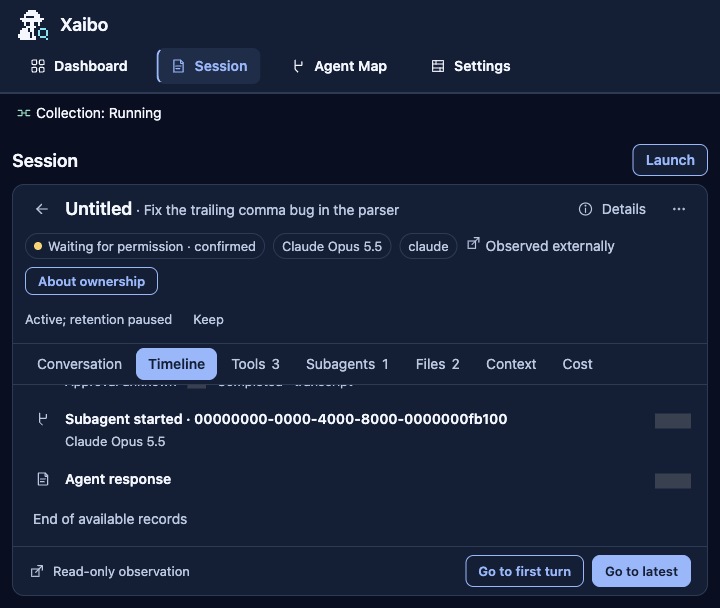 Xaibo
Dashboard Session Agent Map Settings
Collection: Running
Session Launch
Untitled · Fix the trailing comma bug in the parser Details ···
Waiting for permission · confirmed Claude Opus 5.5 claude Observed externally
About ownership
Active; retention paused Keep
Conversation Timeline Tools 3 Subagents 1 Files 2 Context Cost
Subagent started · 00000000-0000-4000-8000-0000000fb100
Claude Opus 5.5
Agent response
End of available records
Read-only observation Go to first turn Go to latest